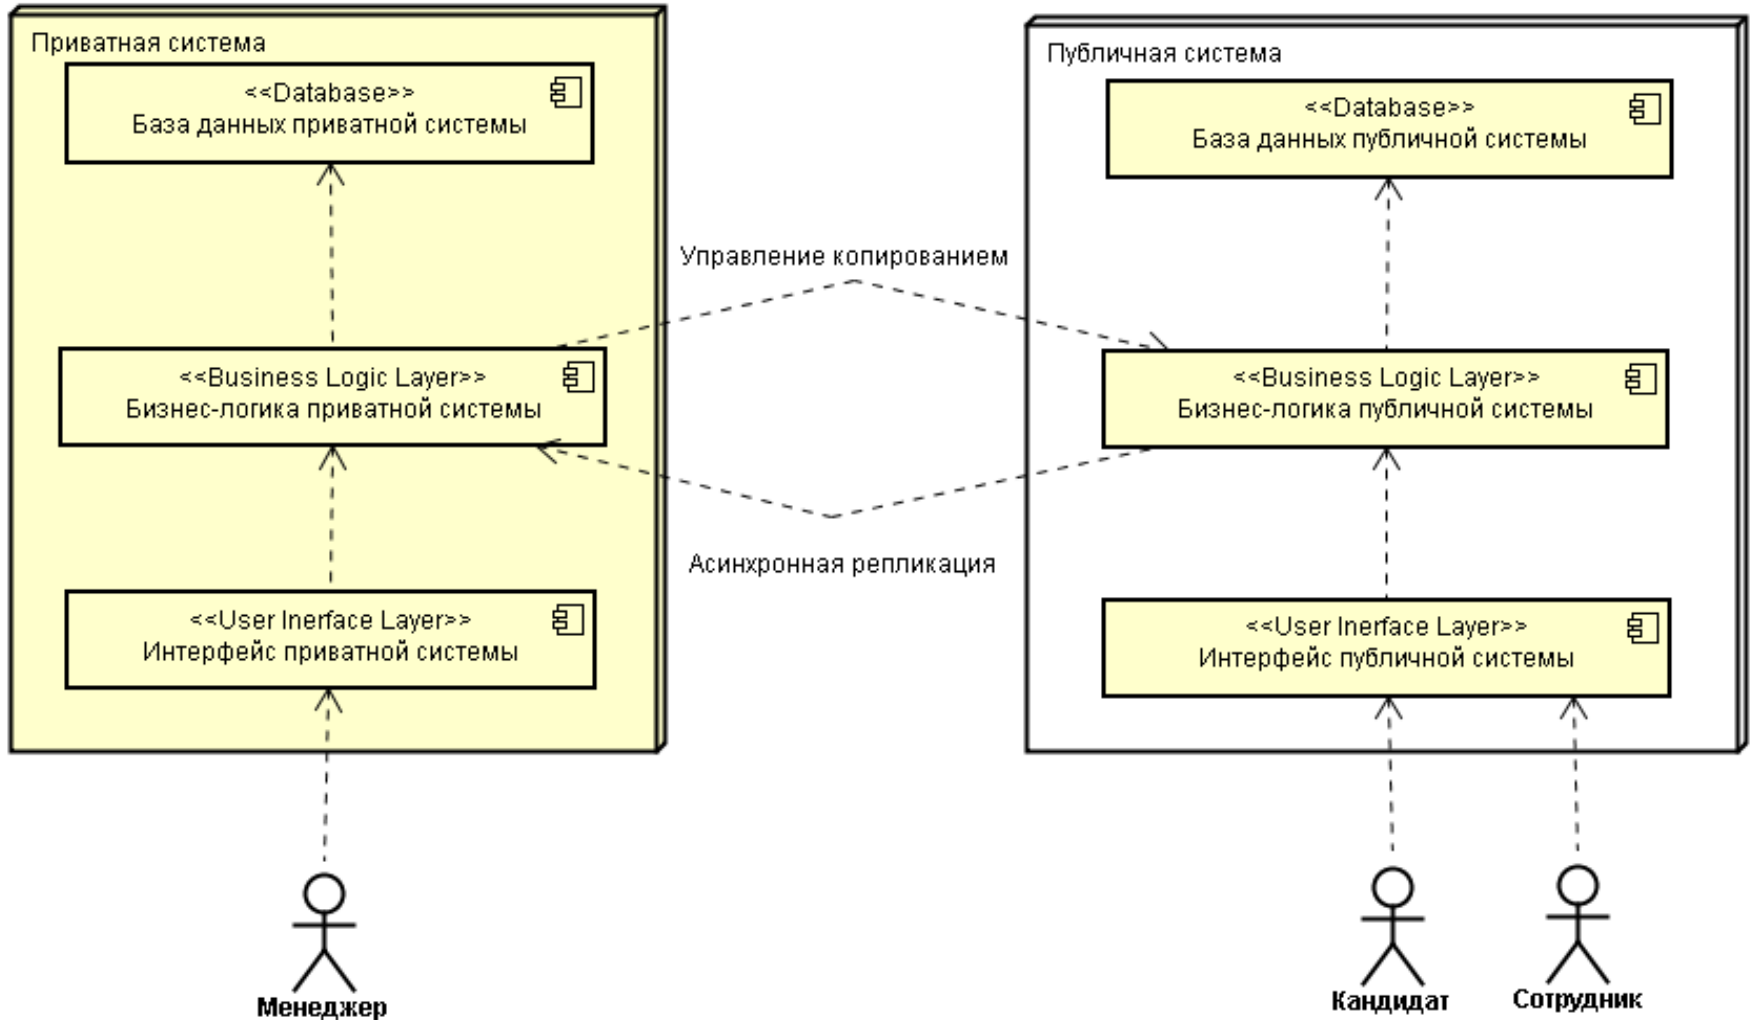 Приватная система
<<Database>>
База данных приватной системы
<<Business Logic Layer>>
Бизнес-логика приватной системы
<<User Inerface Layer>>
Интерфейс приватной системы
Менеджер
Управление копированием
Асинхронная репликация
Публичная система
<<Database>>
База данных публичной системы
<<Business Logic Layer>>
Бизнес-логика публичной системы
<<User Inerface Layer>>
Интерфейс публичной системы
Кандидат
Сотрудник